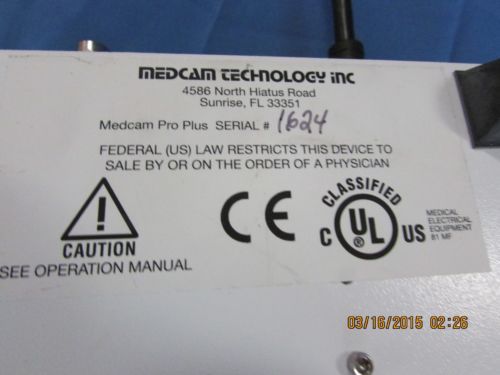 MEDCAM TECHNOLOGY INC
4586 North Hiatus Road
Sunrise, FL 33351
Medcam Pro Plus SERIAL # 1624
FEDERAL (US) LAW RESTRICTS THIS DEVICE TO
SALE BY OR ON THE ORDER OF A PHYSICIAN
!
CAUTION
SEE OPERATION MANUAL
CE
CLASSIFIED
C UL US
MEDICAL
ELECTRICAL
EQUIPMENT
81 MF
03/16/2015 02:26